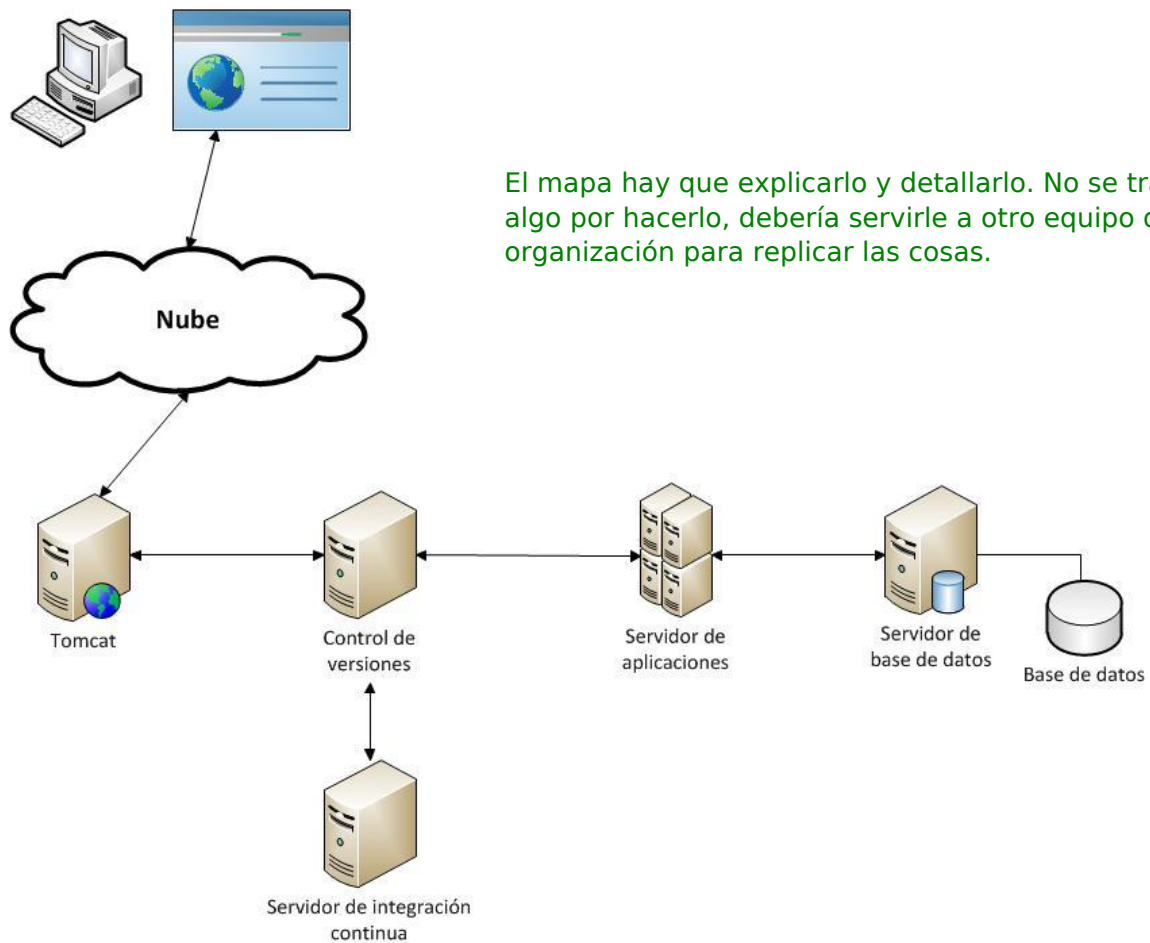 El mapa hay que explicarlo y detallarlo. No se
algo por hacerlo, debería servirle a otro equipo
organización para replicar las cosas.
Nube
Tomcat
Control de
versiones
Servidor de
aplicaciones
Servidor de
base de datos
Base de datos
Servidor de integración
continua